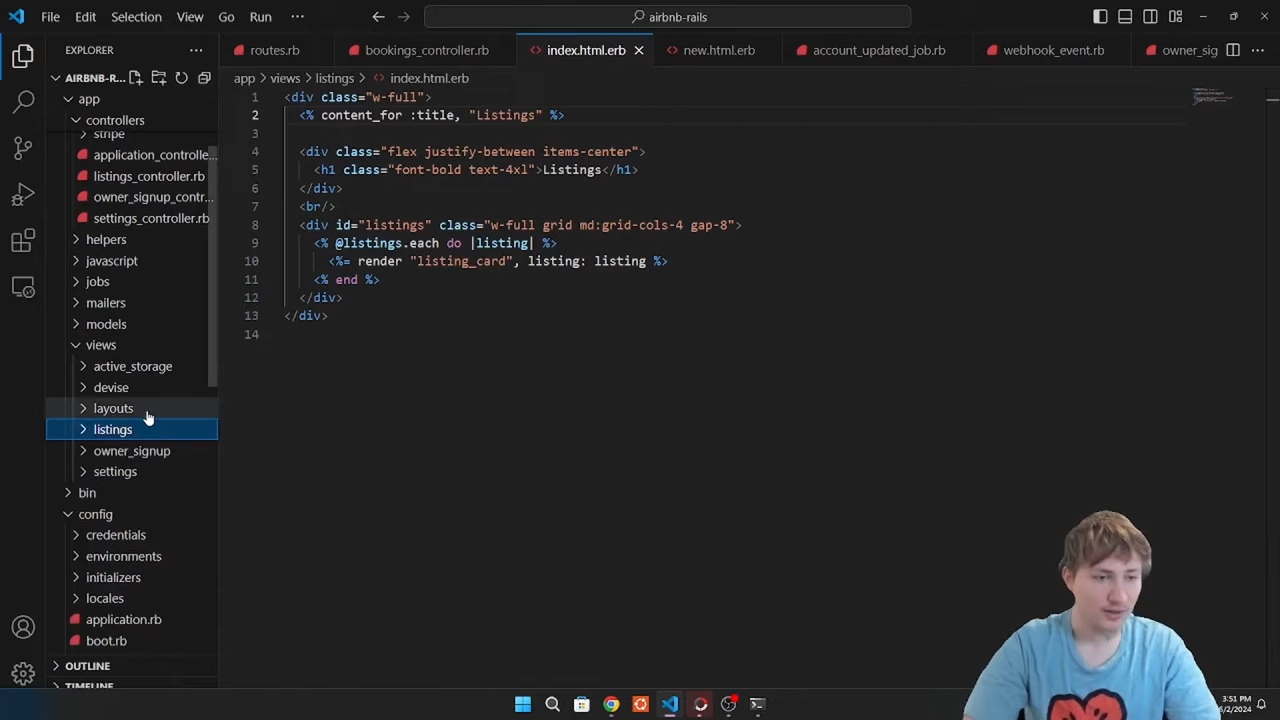 File Edit Selection View Go Run ··· airbnb-rails
EXPLORER
routes.rb bookings_controller.rb index.html.erb new.html.erb account_updated_job.rb webhook_event.rb owner_sig
AIRBNB-R...
app > views > listings > index.html.erb
app
controllers
stripe
application_controlle...
listings_controller.rb
owner_signup_contr...
settings_controller.rb
helpers
javascript
jobs
mailers
models
views
active_storage
devise
layouts
listings
owner_signup
settings
bin
config
credentials
environments
initializers
locales
application.rb
boot.rb
OUTLINE
TIMELINE
1 <div class="w-full">
2 <% content_for :title, "Listings" %>
3
4 <div class="flex justify-between items-center">
5 <h1 class="font-bold text-4xl">Listings</h1>
6 </div>
7 <br/>
8 <div id="listings" class="w-full grid md:grid-cols-4 gap-8">
9 <% @listings.each do |listing| %>
10 <%= render "listing_card", listing: listing %>
11 <% end %>
12 </div>
13 </div>
14
3:51 PM
6/2/2024